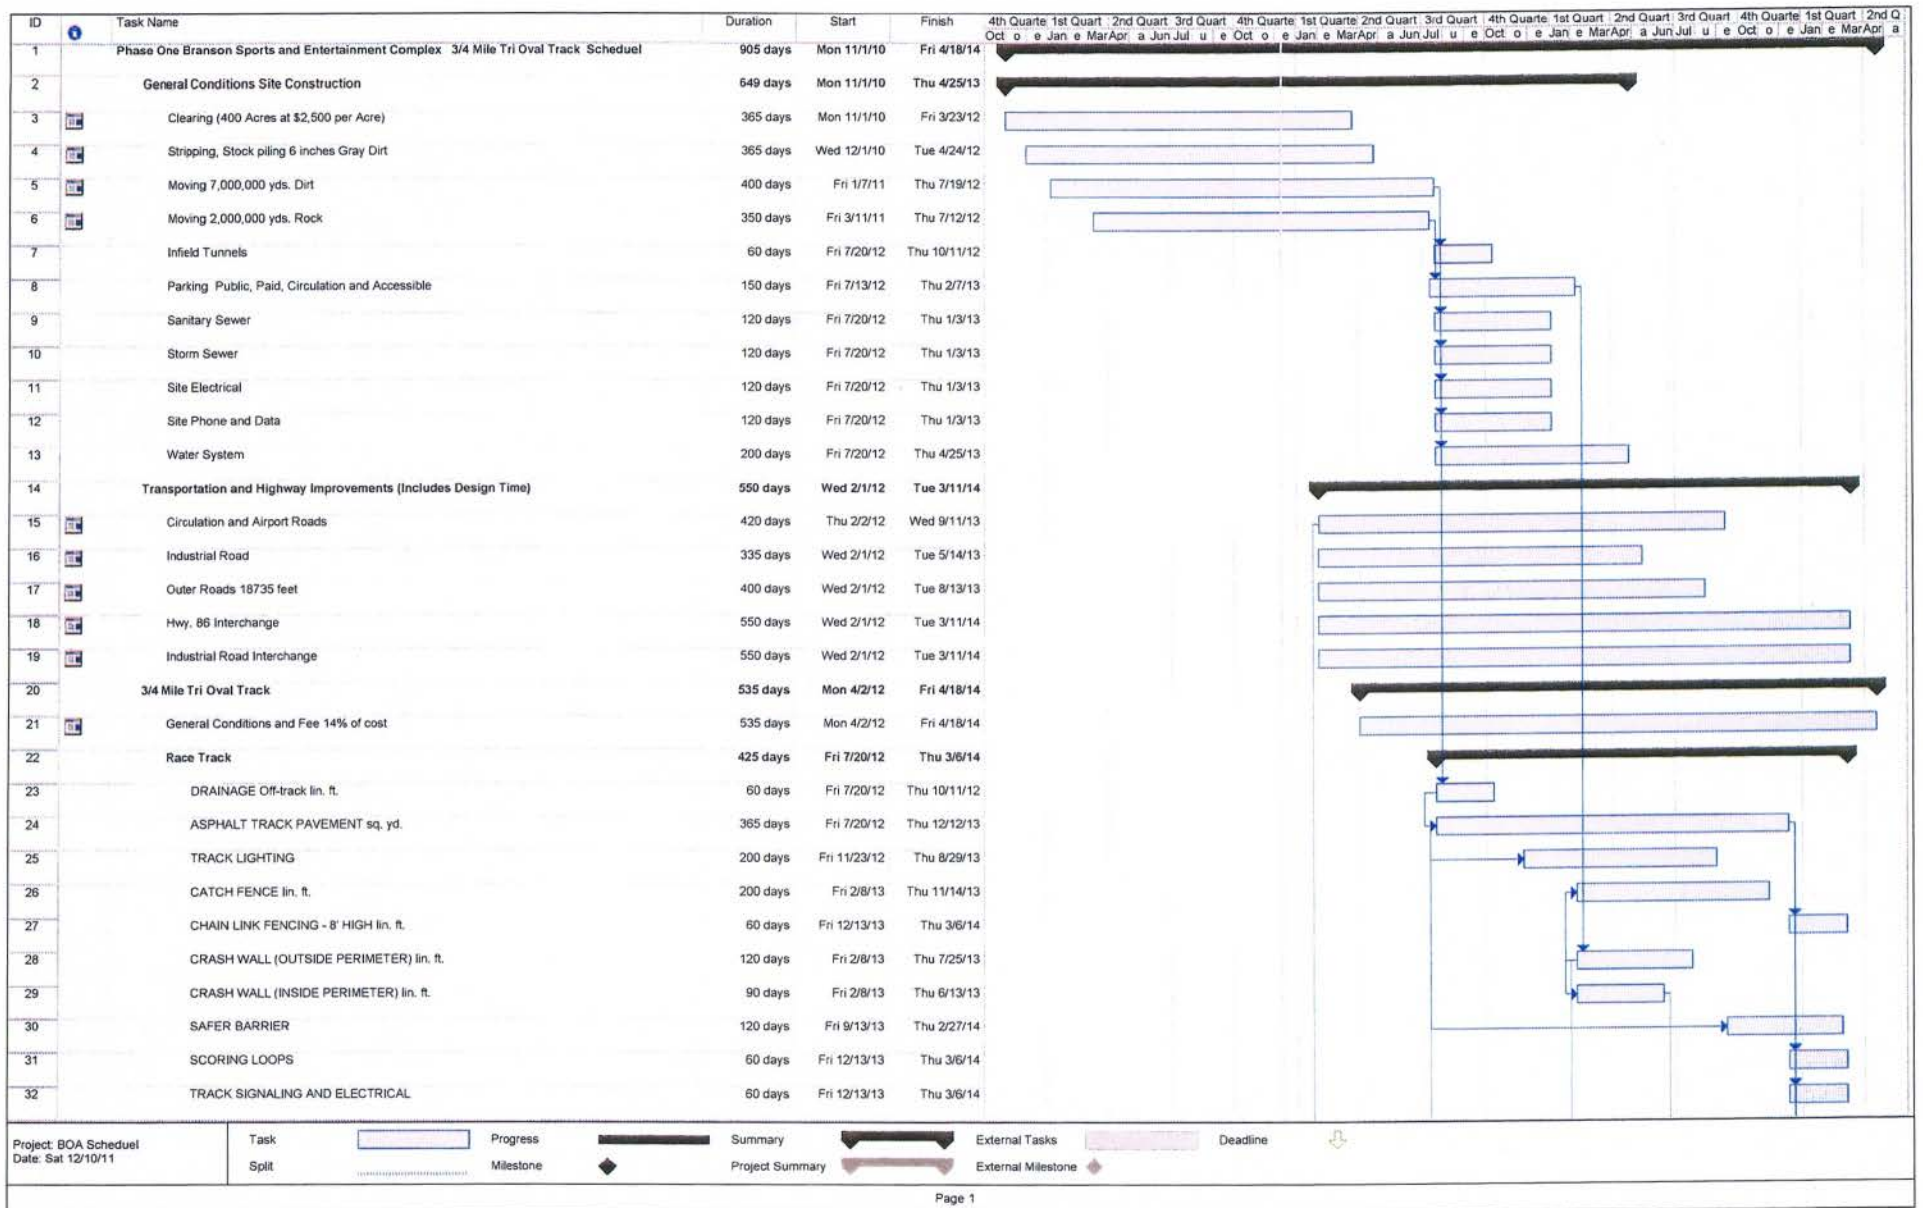 ID Task Name Duration Start Finish 4th Quarte 1st Quart 2nd Quart 3rd Quart 4th Quarte 1st Quarte 2nd Quart 3rd Quart 4th Quarte 1st Quart 2nd Quart 3rd Quart 4th Quarte 1st Quart 2nd Q
Oct o e Jan e Mar Apr a Jun Jul u e Oct o e Jan e Mar Apr a Jun Jul u e Oct o e Jan e Mar Apr a Jun Jul u e Oct o e Jan e Mar Apr a
1 Phase One Branson Sports and Entertainment Complex 3/4 Mile Tri Oval Track Scheduel 905 days Mon 11/1/10 Fri 4/18/14
2 General Conditions Site Construction 649 days Mon 11/1/10 Thu 4/25/13
3 Clearing (400 Acres at $2,500 per Acre) 365 days Mon 11/1/10 Fri 3/23/12
4 Stripping, Stock piling 6 inches Gray Dirt 365 days Wed 12/1/10 Tue 4/24/12
5 Moving 7,000,000 yds. Dirt 400 days Fri 1/7/11 Thu 7/19/12
6 Moving 2,000,000 yds. Rock 350 days Fri 3/11/11 Thu 7/12/12
7 Infield Tunnels 60 days Fri 7/20/12 Thu 10/11/12
8 Parking Public, Paid, Circulation and Accessible 150 days Fri 7/13/12 Thu 2/7/13
9 Sanitary Sewer 120 days Fri 7/20/12 Thu 1/3/13
10 Storm Sewer 120 days Fri 7/20/12 Thu 1/3/13
11 Site Electrical 120 days Fri 7/20/12 Thu 1/3/13
12 Site Phone and Data 120 days Fri 7/20/12 Thu 1/3/13
13 Water System 200 days Fri 7/20/12 Thu 4/25/13
14 Transportation and Highway Improvements (Includes Design Time) 550 days Wed 2/1/12 Tue 3/11/14
15 Circulation and Airport Roads 420 days Thu 2/2/12 Wed 9/11/13
16 Industrial Road 335 days Wed 2/1/12 Tue 5/14/13
17 Outer Roads 18735 feet 400 days Wed 2/1/12 Tue 8/13/13
18 Hwy. 86 Interchange 550 days Wed 2/1/12 Tue 3/11/14
19 Industrial Road Interchange 550 days Wed 2/1/12 Tue 3/11/14
20 3/4 Mile Tri Oval Track 535 days Mon 4/2/12 Fri 4/18/14
21 General Conditions and Fee 14% of cost 535 days Mon 4/2/12 Fri 4/18/14
22 Race Track 425 days Fri 7/20/12 Thu 3/6/14
23 DRAINAGE Off-track lin. ft. 60 days Fri 7/20/12 Thu 10/11/12
24 ASPHALT TRACK PAVEMENT sq. yd. 365 days Fri 7/20/12 Thu 12/12/13
25 TRACK LIGHTING 200 days Fri 11/23/12 Thu 8/29/13
26 CATCH FENCE lin. ft. 200 days Fri 2/8/13 Thu 11/14/13
27 CHAIN LINK FENCING - 8' HIGH lin. ft. 60 days Fri 12/13/13 Thu 3/6/14
28 CRASH WALL (OUTSIDE PERIMETER) lin. ft. 120 days Fri 2/8/13 Thu 7/25/13
29 CRASH WALL (INSIDE PERIMETER) lin. ft. 90 days Fri 2/8/13 Thu 6/13/13
30 SAFER BARRIER 120 days Fri 9/13/13 Thu 2/27/14
31 SCORING LOOPS 60 days Fri 12/13/13 Thu 3/6/14
32 TRACK SIGNALING AND ELECTRICAL 60 days Fri 12/13/13 Thu 3/6/14
Project: BOA Scheduel
Date: Sat 12/10/11
Task Progress Summary External Tasks Deadline
Split Milestone Project Summary External Milestone
Page 1